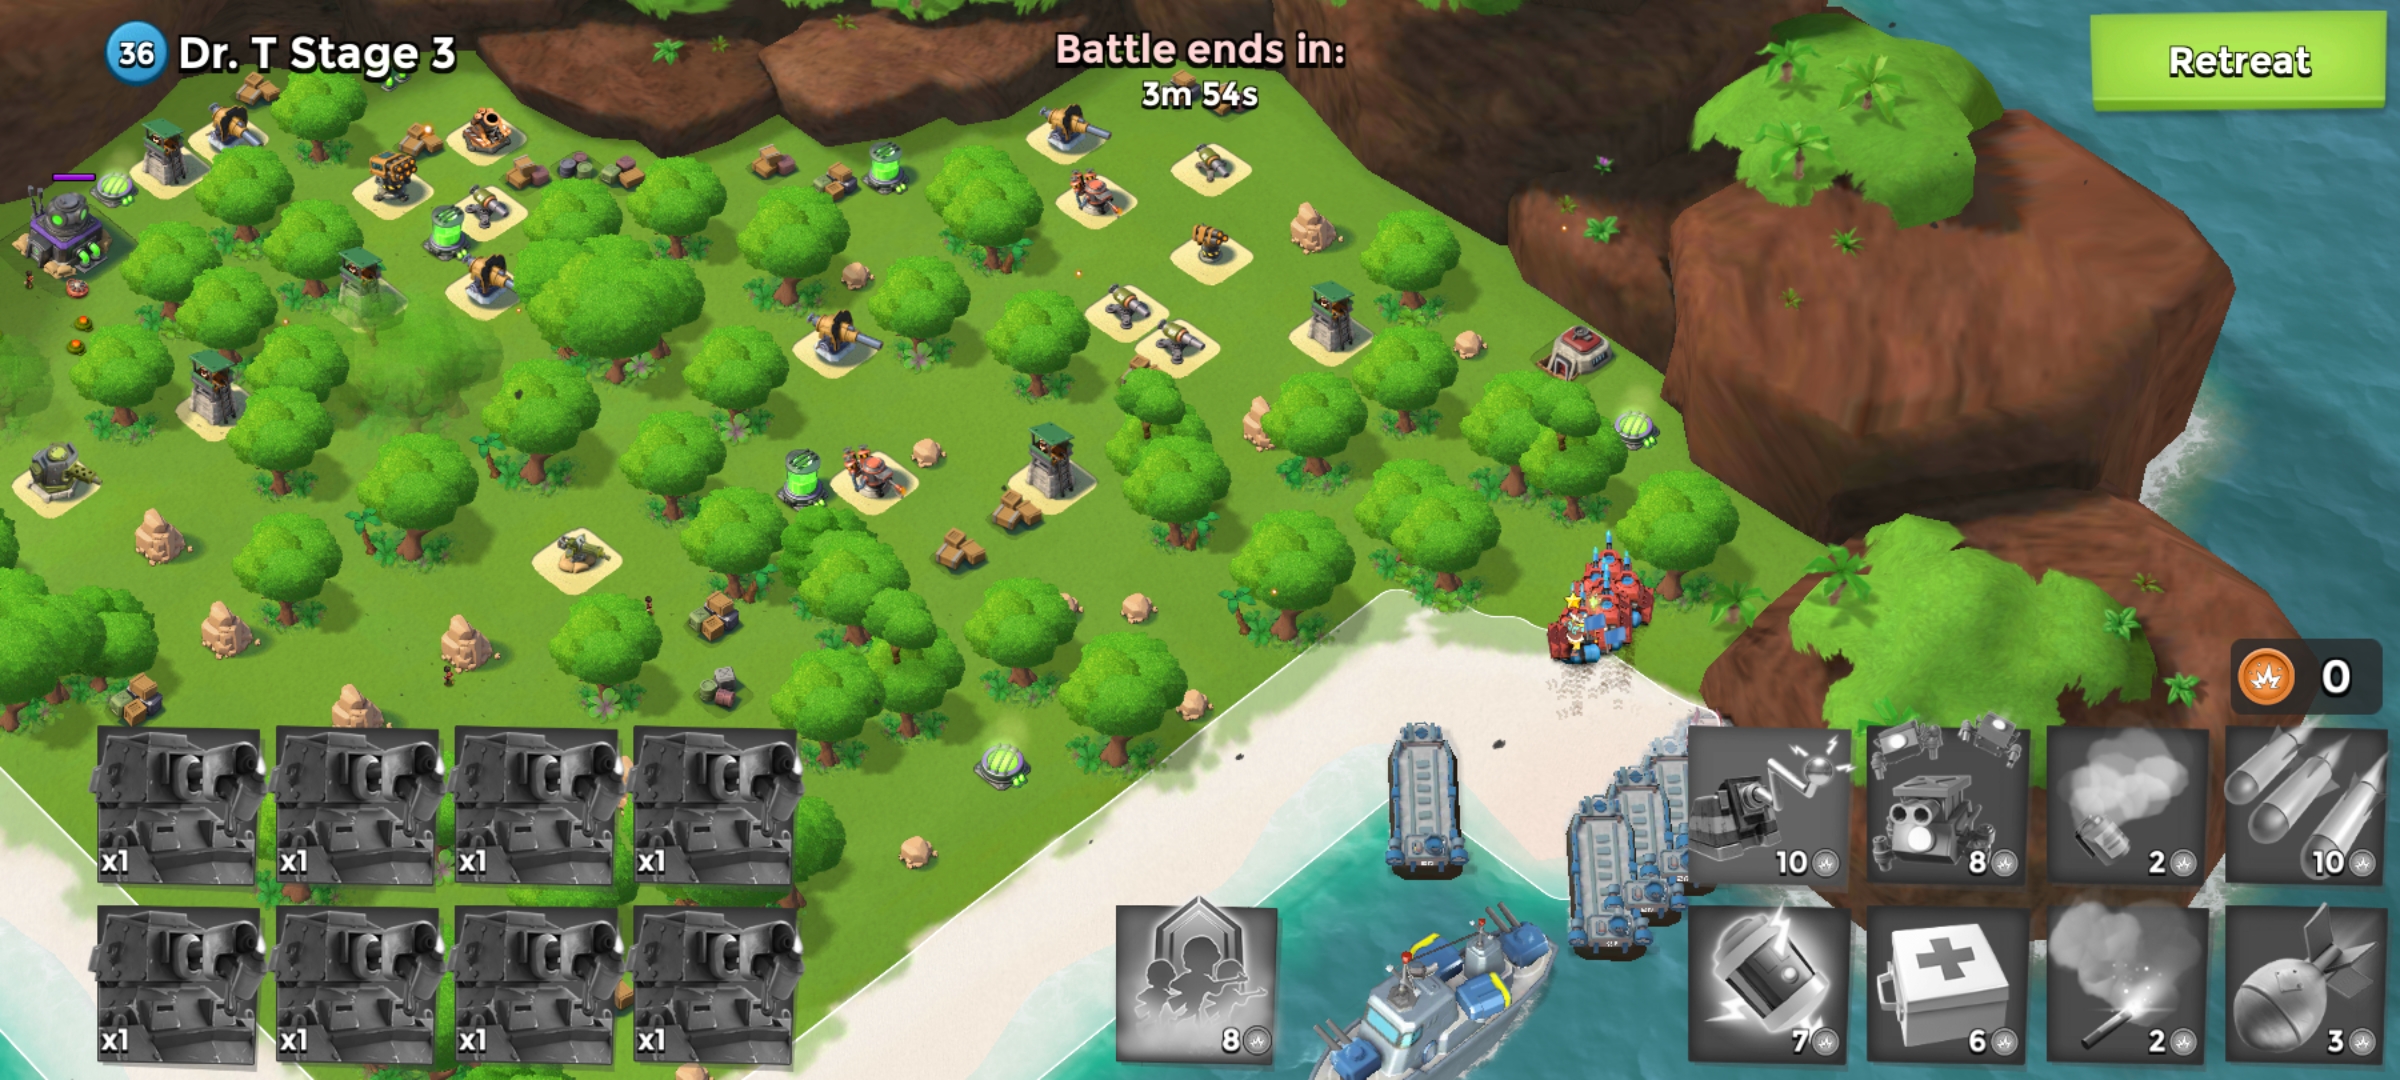 36 Dr. T Stage 3
Battle ends in:
3m 54s
Retreat
0
x1 x1 x1 x1
10 8 2 10
x1 x1 x1 x1
8
7 6 2 3